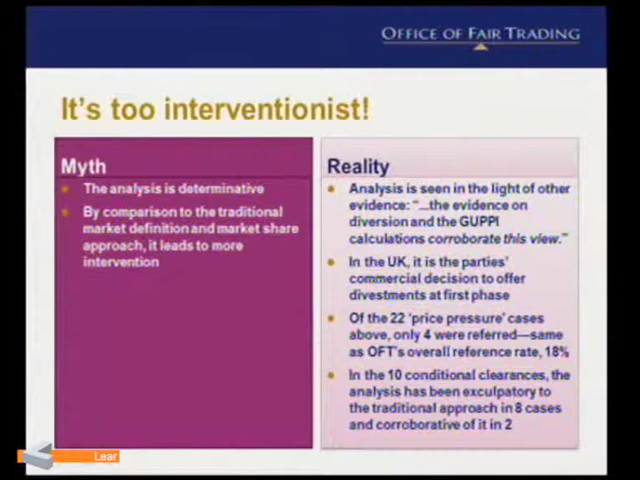 OFFICE OF FAIR TRADING
It's too interventionist!
Myth
The analysis is determinative
By comparison to the traditional
market definition and market share
approach, it leads to more
intervention
Reality
Analysis is seen in the light of other
evidence: “...the evidence on
diversion and the GUPPI
calculations corroborate this view.”
In the UK, it is the parties'
commercial decision to offer
divestments at first phase
Of the 22 'price pressure' cases
above, only 4 were referred—same
as OFT's overall reference rate, 18%
In the 10 conditional clearances, the
analysis has been exculpatory to
the traditional approach in 8 cases
and corroborative of it in 2
Lear